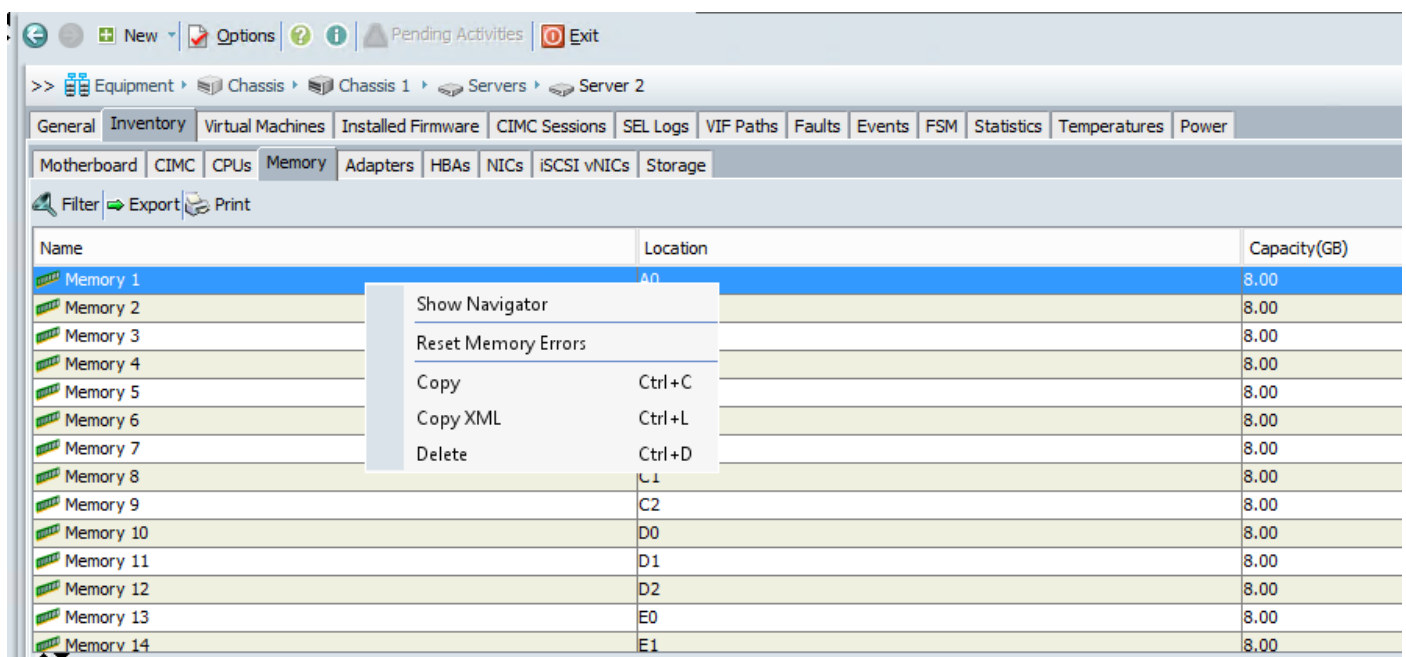 New Options Pending Activities Exit
>> Equipment Chassis Chassis 1 Servers Server 2
General Inventory Virtual Machines Installed Firmware CIMC Sessions SEL Logs VIF Paths Faults Events FSM Statistics Temperatures Power
Motherboard CIMC CPUs Memory Adapters HBAs NICs iSCSI vNICs Storage
Filter Export Print
Name Location Capacity(GB)
Memory 1 A0 8.00
Memory 2 8.00
Memory 3 8.00
Memory 4 8.00
Memory 5 8.00
Memory 6 8.00
Memory 7 8.00
Memory 8 C1 8.00
Memory 9 C2 8.00
Memory 10 D0 8.00
Memory 11 D1 8.00
Memory 12 D2 8.00
Memory 13 E0 8.00
Memory 14 E1 8.00
Show Navigator
Reset Memory Errors
Copy Ctrl+C
Copy XML Ctrl+L
Delete Ctrl+D